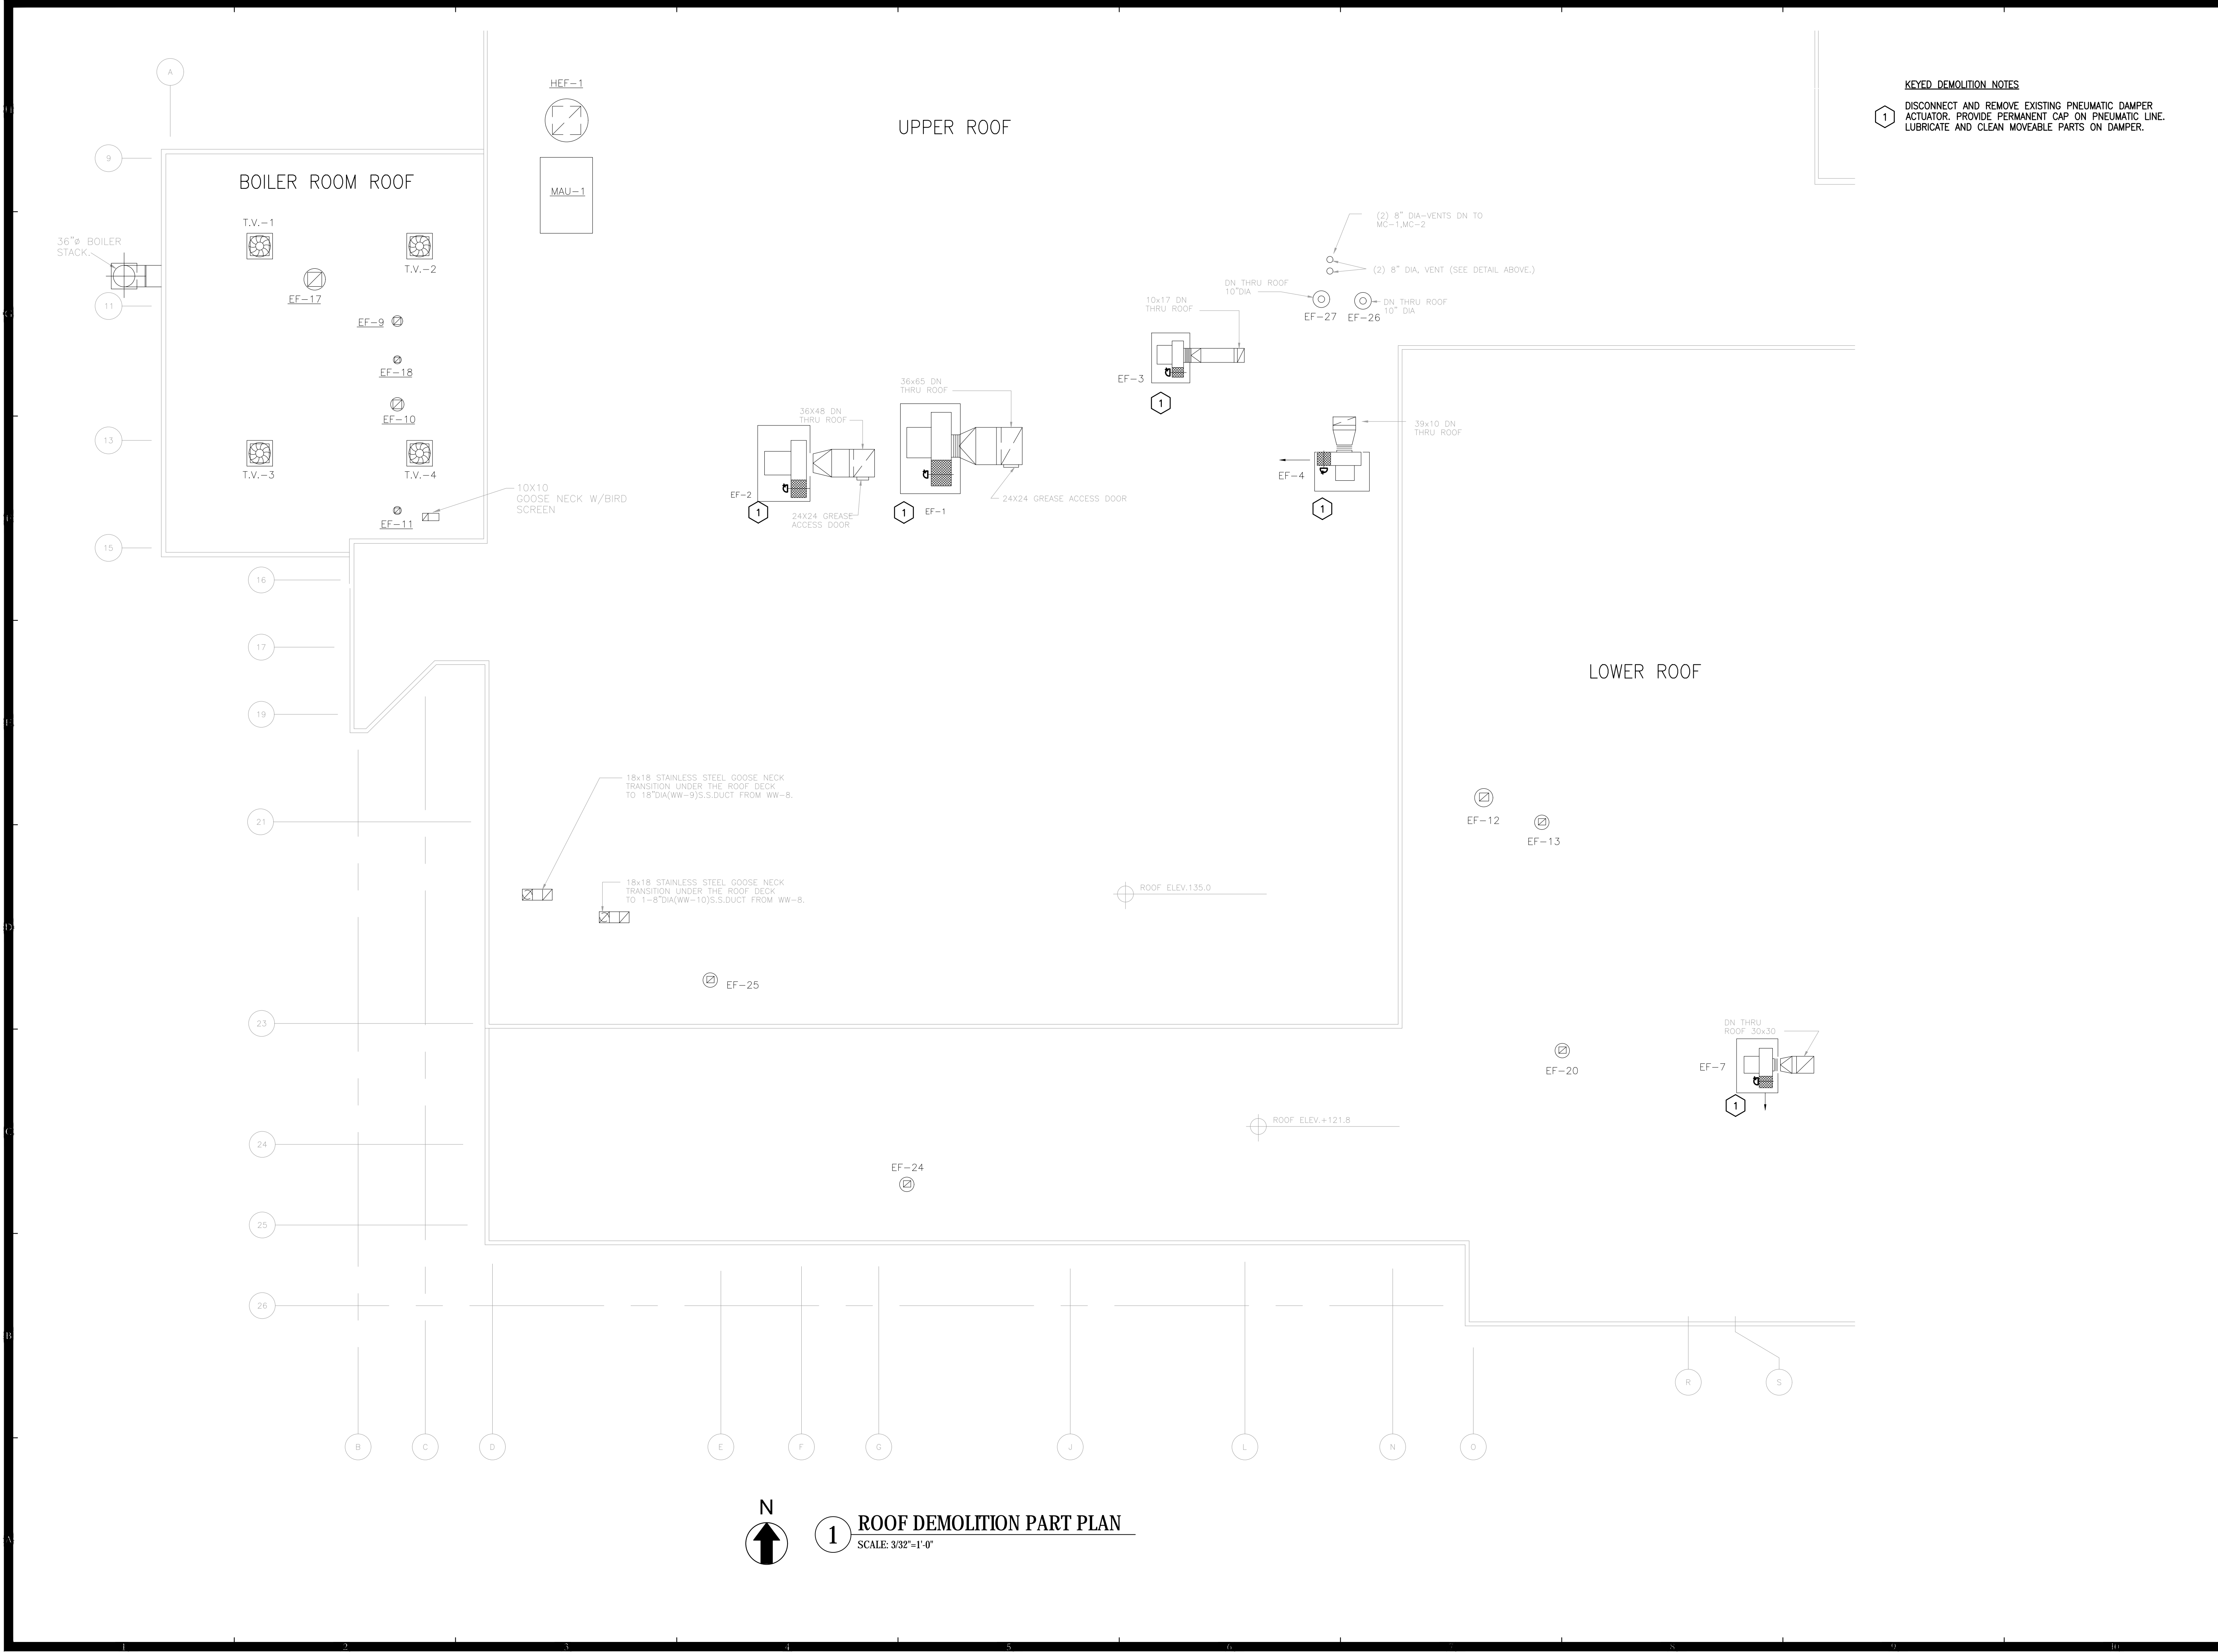 A
HEF-1
UPPER ROOF
KEYED DEMOLITION NOTES
1
DISCONNECT AND REMOVE EXISTING PNEUMATIC DAMPER
ACTUATOR. PROVIDE PERMANENT CAP ON PNEUMATIC LINE.
LUBRICATE AND CLEAN MOVEABLE PARTS ON DAMPER.
9
BOILER ROOM ROOF
MAU-1
T.V.-1
T.V.-2
36"ø BOILER
STACK.
EF-17
11
EF-9
EF-18
EF-10
13
T.V.-3
T.V.-4
EF-11
10X10
GOOSE NECK W/BIRD
SCREEN
15
(2) 8" DIA-VENTS DN TO
MC-1,MC-2
(2) 8" DIA, VENT (SEE DETAIL ABOVE.)
DN THRU ROOF
10"DIA
DN THRU ROOF
10" DIA
EF-27
EF-26
10x17 DN
THRU ROOF
EF-3
1
36x65 DN
THRU ROOF
36X48 DN
THRU ROOF
39x10 DN
THRU ROOF
EF-4
1
EF-2
1
24X24 GREASE
ACCESS DOOR
1
EF-1
24X24 GREASE ACCESS DOOR
16
17
19
LOWER ROOF
18x18 STAINLESS STEEL GOOSE NECK
TRANSITION UNDER THE ROOF DECK
TO 18"DIA(WW-9)S.S.DUCT FROM WW-8.
21
EF-12
EF-13
18x18 STAINLESS STEEL GOOSE NECK
TRANSITION UNDER THE ROOF DECK
TO 1-8"DIA(WW-10)S.S.DUCT FROM WW-8.
ROOF ELEV.135.0
EF-25
23
DN THRU
ROOF 30x30
EF-20
EF-7
1
ROOF ELEV.+121.8
24
EF-24
25
26
R
S
B
C
D
E
F
G
J
L
N
O
N
1
ROOF DEMOLITION PART PLAN
SCALE: 3/32"=1'-0"
1
2
3
4
5
6
8
9
10